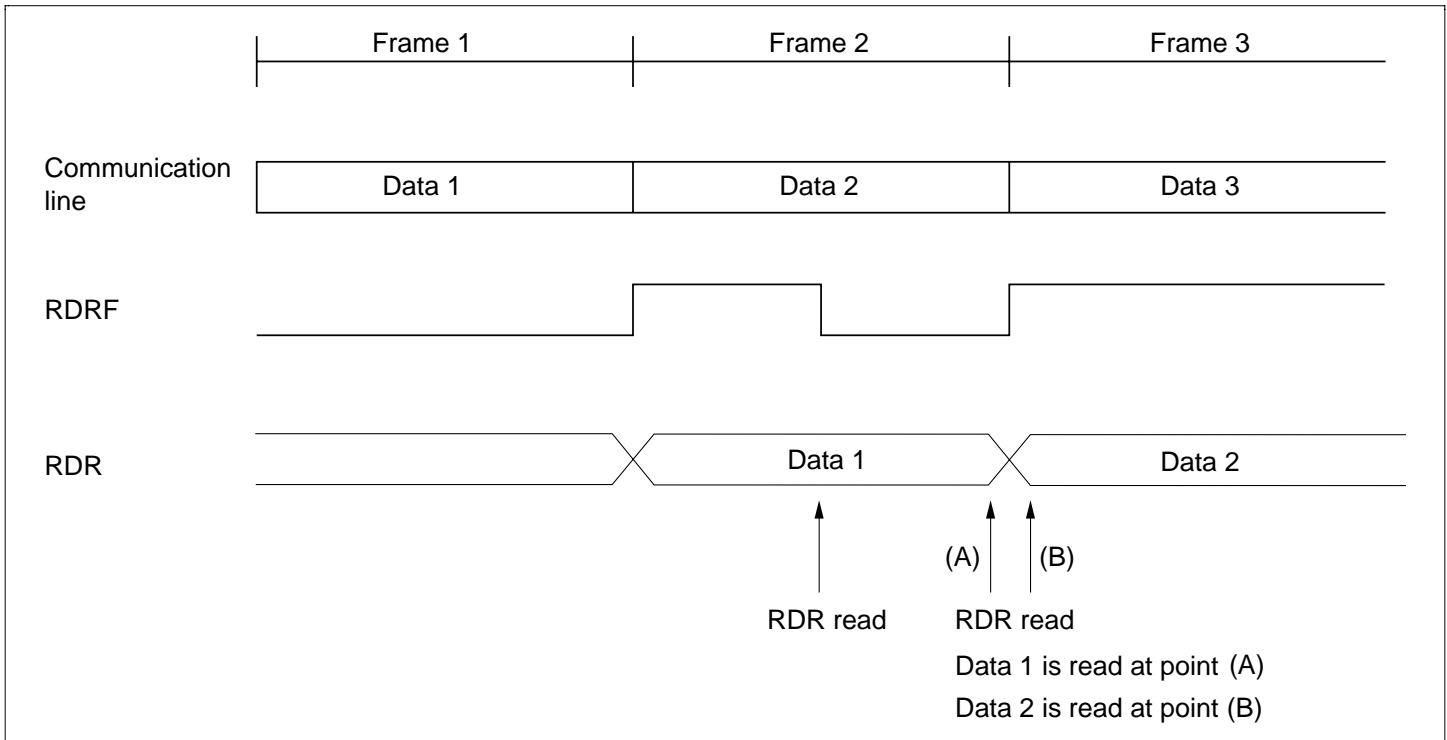 Frame 1 Frame 2 Frame 3
Communication
line
Data 1 Data 2 Data 3
RDRF
RDR
Data 1 Data 2
(A) (B)
RDR read RDR read
Data 1 is read at point (A)
Data 2 is read at point (B)